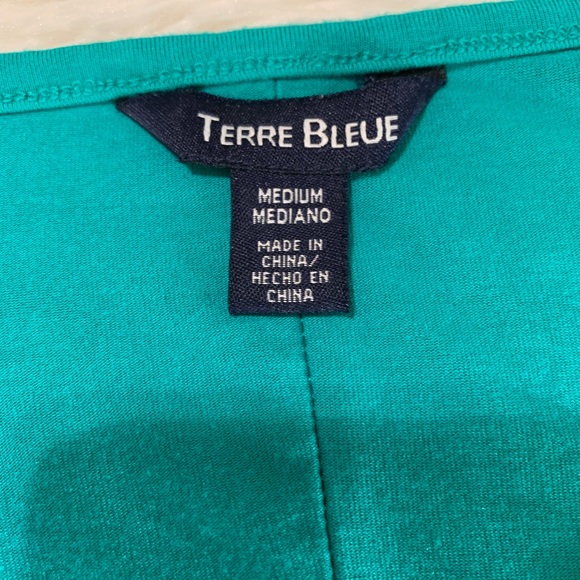 TERRE BLEUE
MEDIUM
MEDIANO
MADE IN
CHINA/
HECHO EN
CHINA